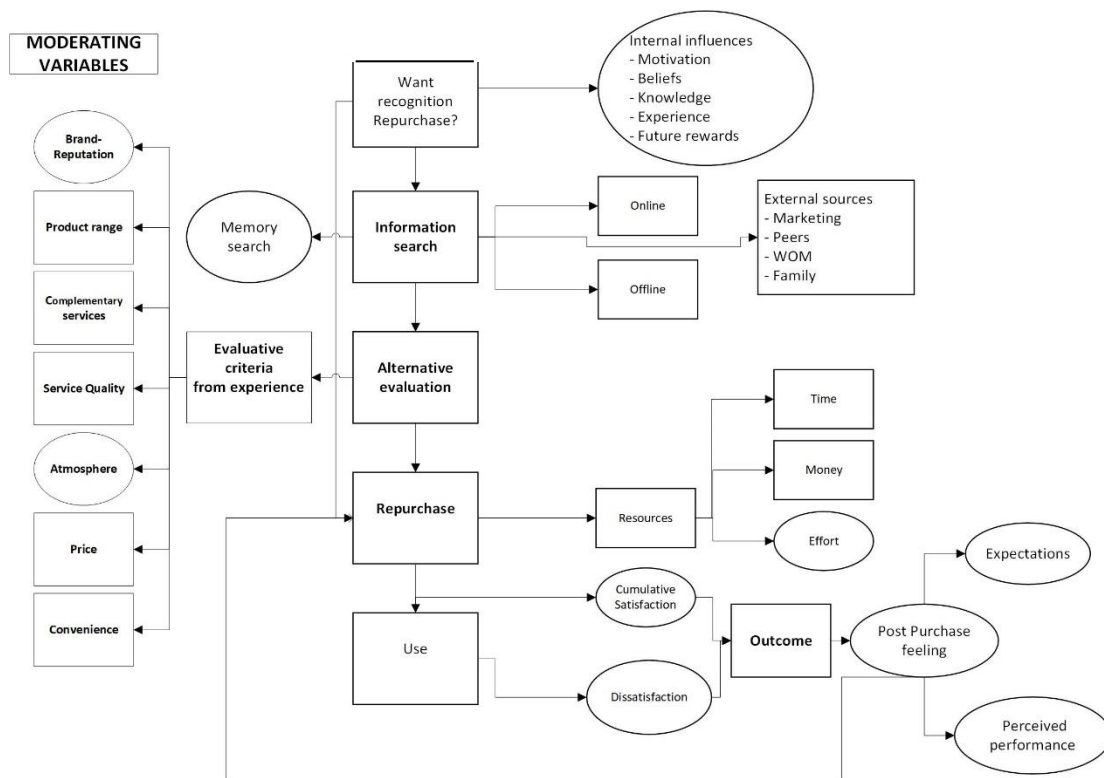 MODERATING
VARIABLES
Want
recognition
Repurchase?
Internal influences
- Motivation
- Beliefs
- Knowledge
- Experience
- Future rewards
Brand-
Reputation
Product range
Complementary
services
Service Quality
Atmosphere
Price
Convenience
Memory
search
Information
search
Online
Offline
External sources
- Marketing
- Peers
- WOM
- Family
Evaluative
criteria
from experience
Alternative
evaluation
Repurchase
Resources
Time
Money
Effort
Use
Cumulative
Satisfaction
Dissatisfaction
Outcome
Post Purchase
feeling
Expectations
Perceived
performance